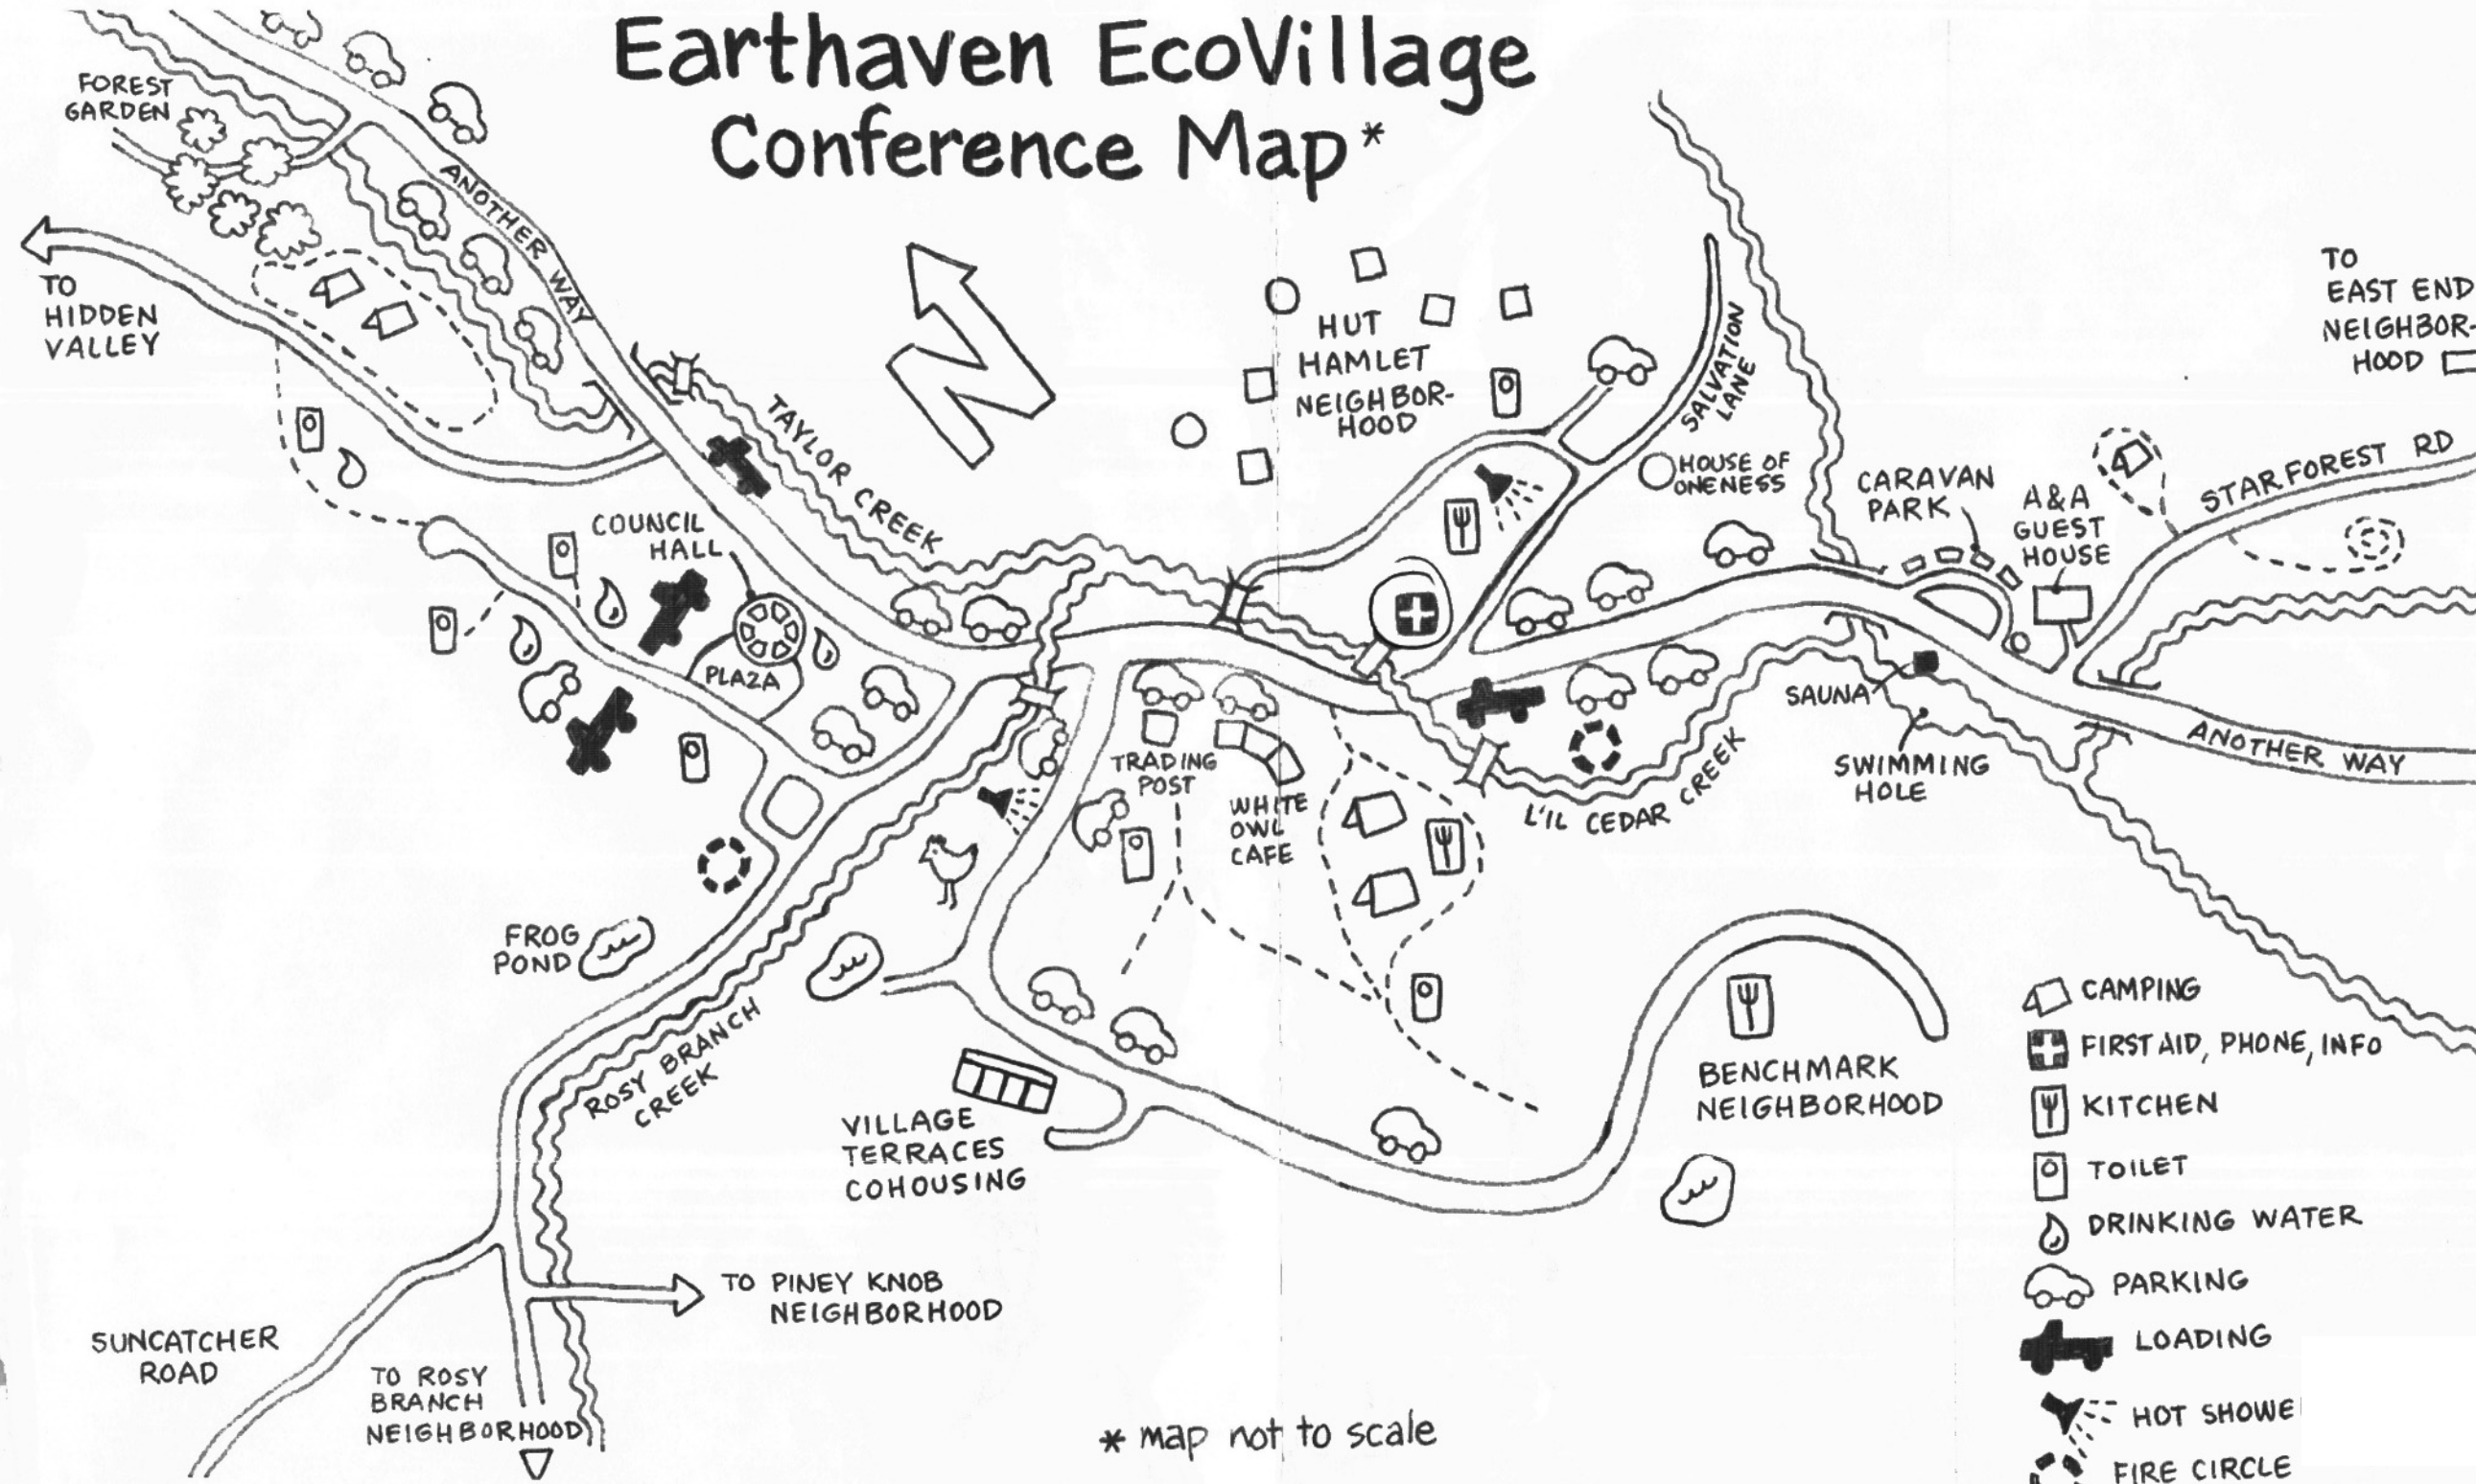 Earthaven EcoVillage
Conference Map*
FOREST
GARDEN
ANOTHER WAY
TO
HIDDEN
VALLEY
N
HUT
HAMLET
NEIGHBOR-
HOOD
SALVATION
LANE
TO
EAST END
NEIGHBOR-
HOOD
TAYLOR CREEK
HOUSE OF
ONENESS
CARAVAN
PARK
A&A
GUEST
HOUSE
STAR FOREST RD
COUNCIL
HALL
PLAZA
SAUNA
SWIMMING
HOLE
ANOTHER WAY
TRADING
POST
WHITE
OWL
CAFE
L'IL CEDAR CREEK
FROG
POND
ROSY BRANCH
CREEK
VILLAGE
TERRACES
COHOUSING
BENCHMARK
NEIGHBORHOOD
TO PINEY KNOB
NEIGHBORHOOD
SUNCATCHER
ROAD
TO ROSY
BRANCH
NEIGHBORHOOD
* map not to scale
CAMPING
FIRST AID, PHONE, INFO
KITCHEN
TOILET
DRINKING WATER
PARKING
LOADING
HOT SHOWE
FIRE CIRCLE